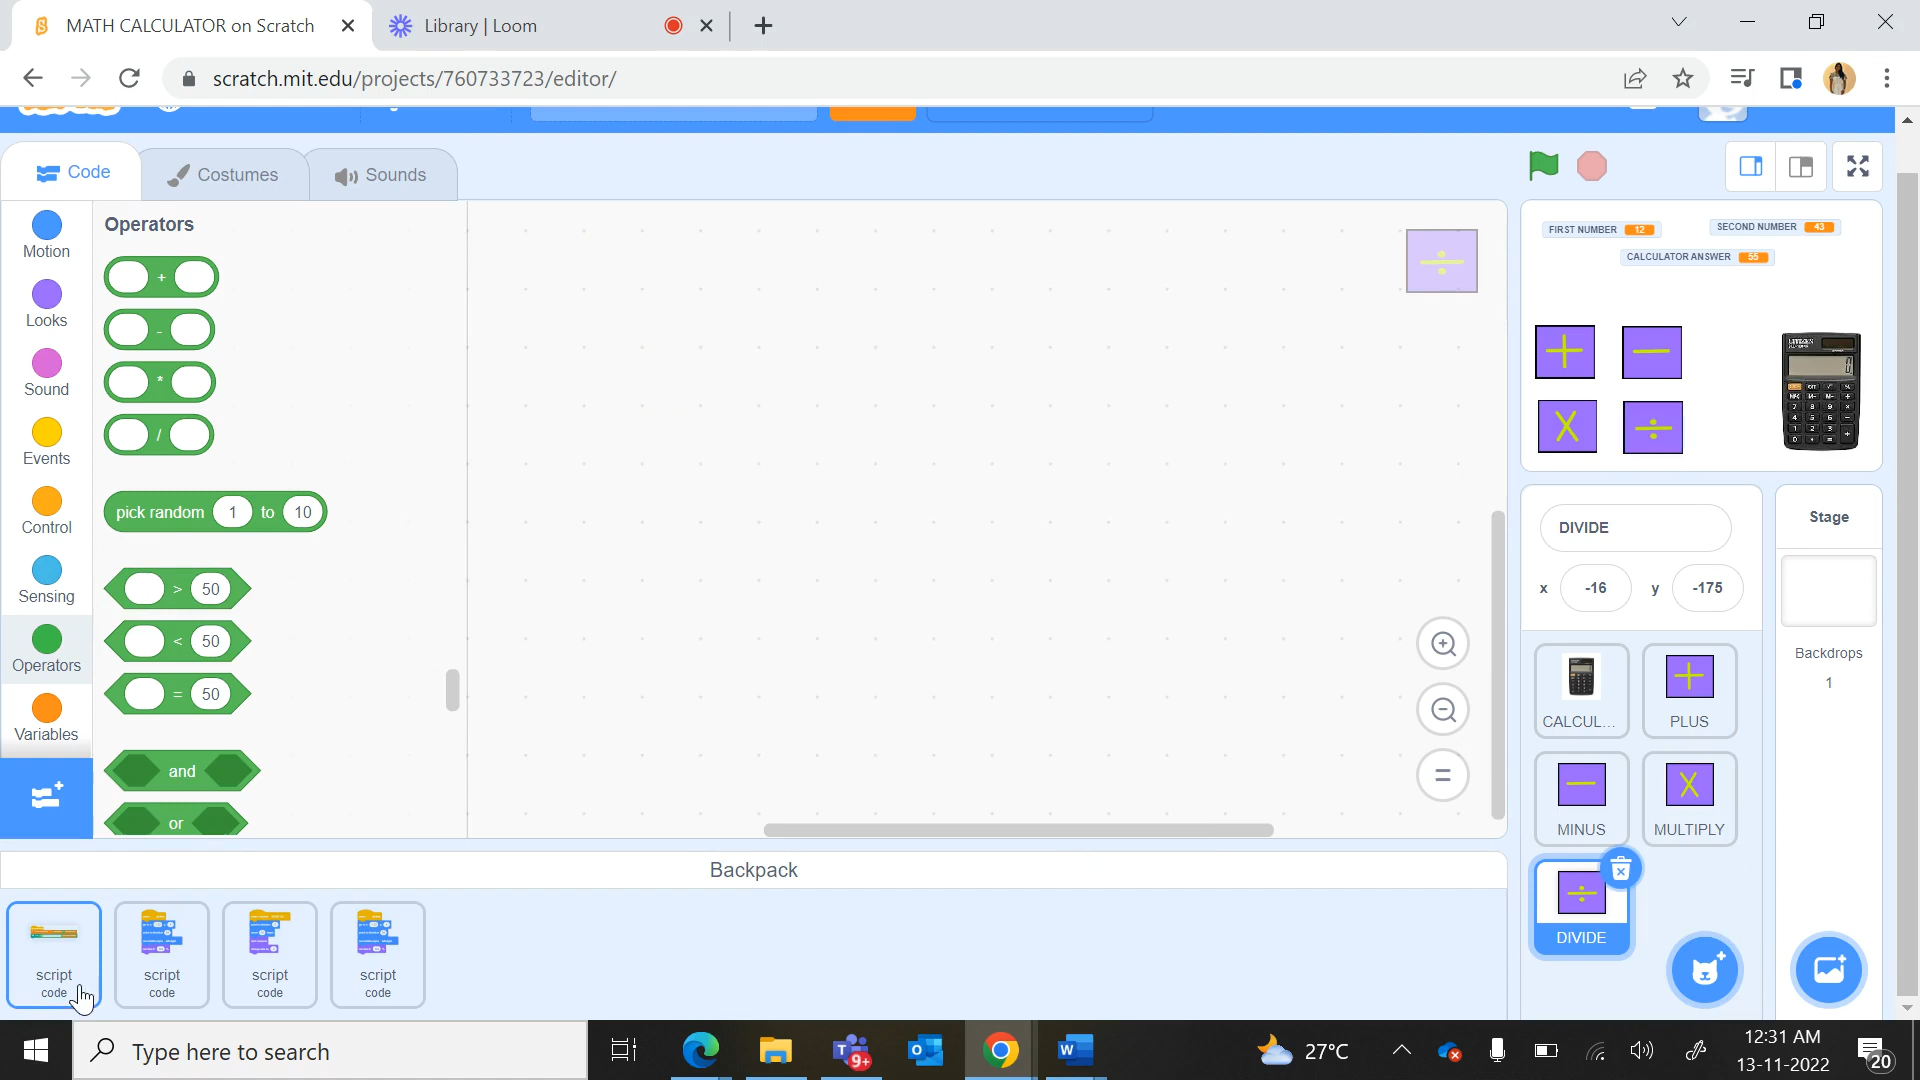 MATH CALCULATOR on Scratch
Library | Loom
scratch.mit.edu/projects/760733723/editor/
Code
Costumes
Sounds
Motion
Looks
Sound
Events
Control
Sensing
Operators
Variables
Operators
+
-
*
/
pick random 1 to 10
> 50
< 50
= 50
and
or
FIRST NUMBER 12
SECOND NUMBER 43
CALCULATOR ANSWER 55
DIVIDE
x -16 y -175
CALCUL...
PLUS
MINUS
MULTIPLY
DIVIDE
Stage
Backdrops
1
Backpack
script
code
script
code
script
code
script
code
Type here to search
9+
27°C
12:31 AM
13-11-2022
20